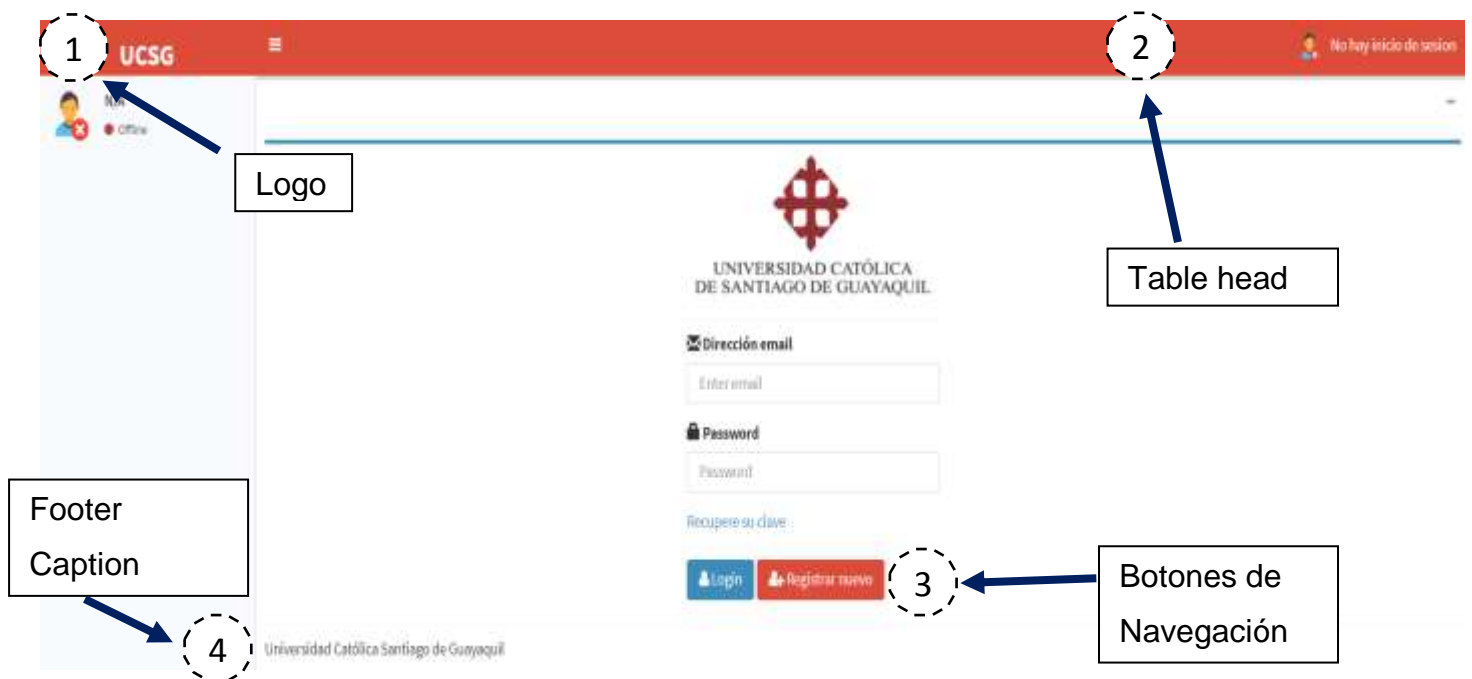 1
UCSG
2
No hay inicio de sesion
N/A
Offline
Logo
UNIVERSIDAD CATÓLICA
DE SANTIAGO DE GUAYAQUIL
Table head
Dirección email
Enter email
Password
Password
Recupere su clave
Footer
Caption
Login
Registrar nuevo
3
Botones de
Navegación
4
Universidad Católica Santiago de Guayaquil